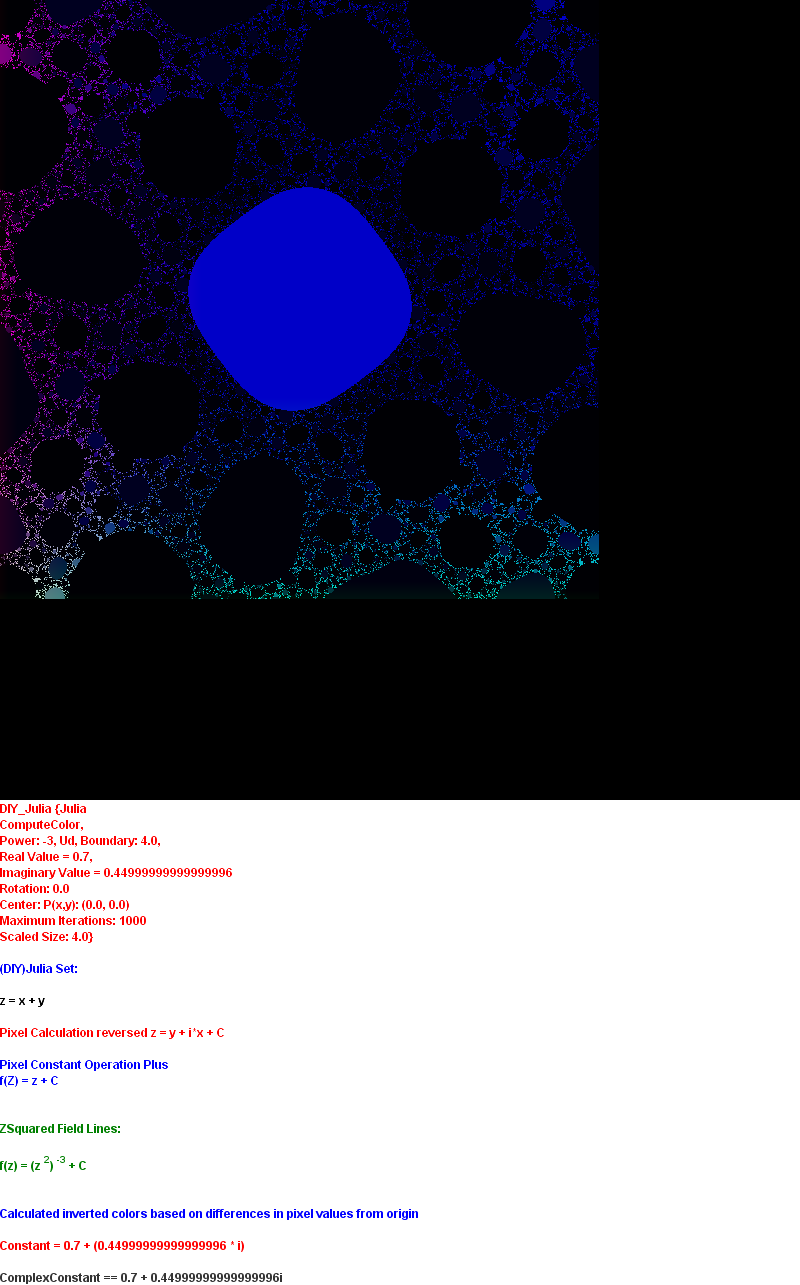 DIY_Julia {Julia
ComputeColor,
Power: -3, Ud, Boundary: 4.0,
Real Value = 0.7,
Imaginary Value = 0.44999999999999996
Rotation: 0.0
Center: P(x,y): (0.0, 0.0)
Maximum Iterations: 1000
Scaled Size: 4.0}
(DIY)Julia Set:
z = x + y
Pixel Calculation reversed z = y + i*x + C
Pixel Constant Operation Plus
f(Z) = z + C
ZSquared Field Lines:
f(z) = (z ²) ⁻³ + C
Calculated inverted colors based on differences in pixel values from origin
Constant = 0.7 + (0.44999999999999996 * i)
ComplexConstant == 0.7 + 0.44999999999999996i